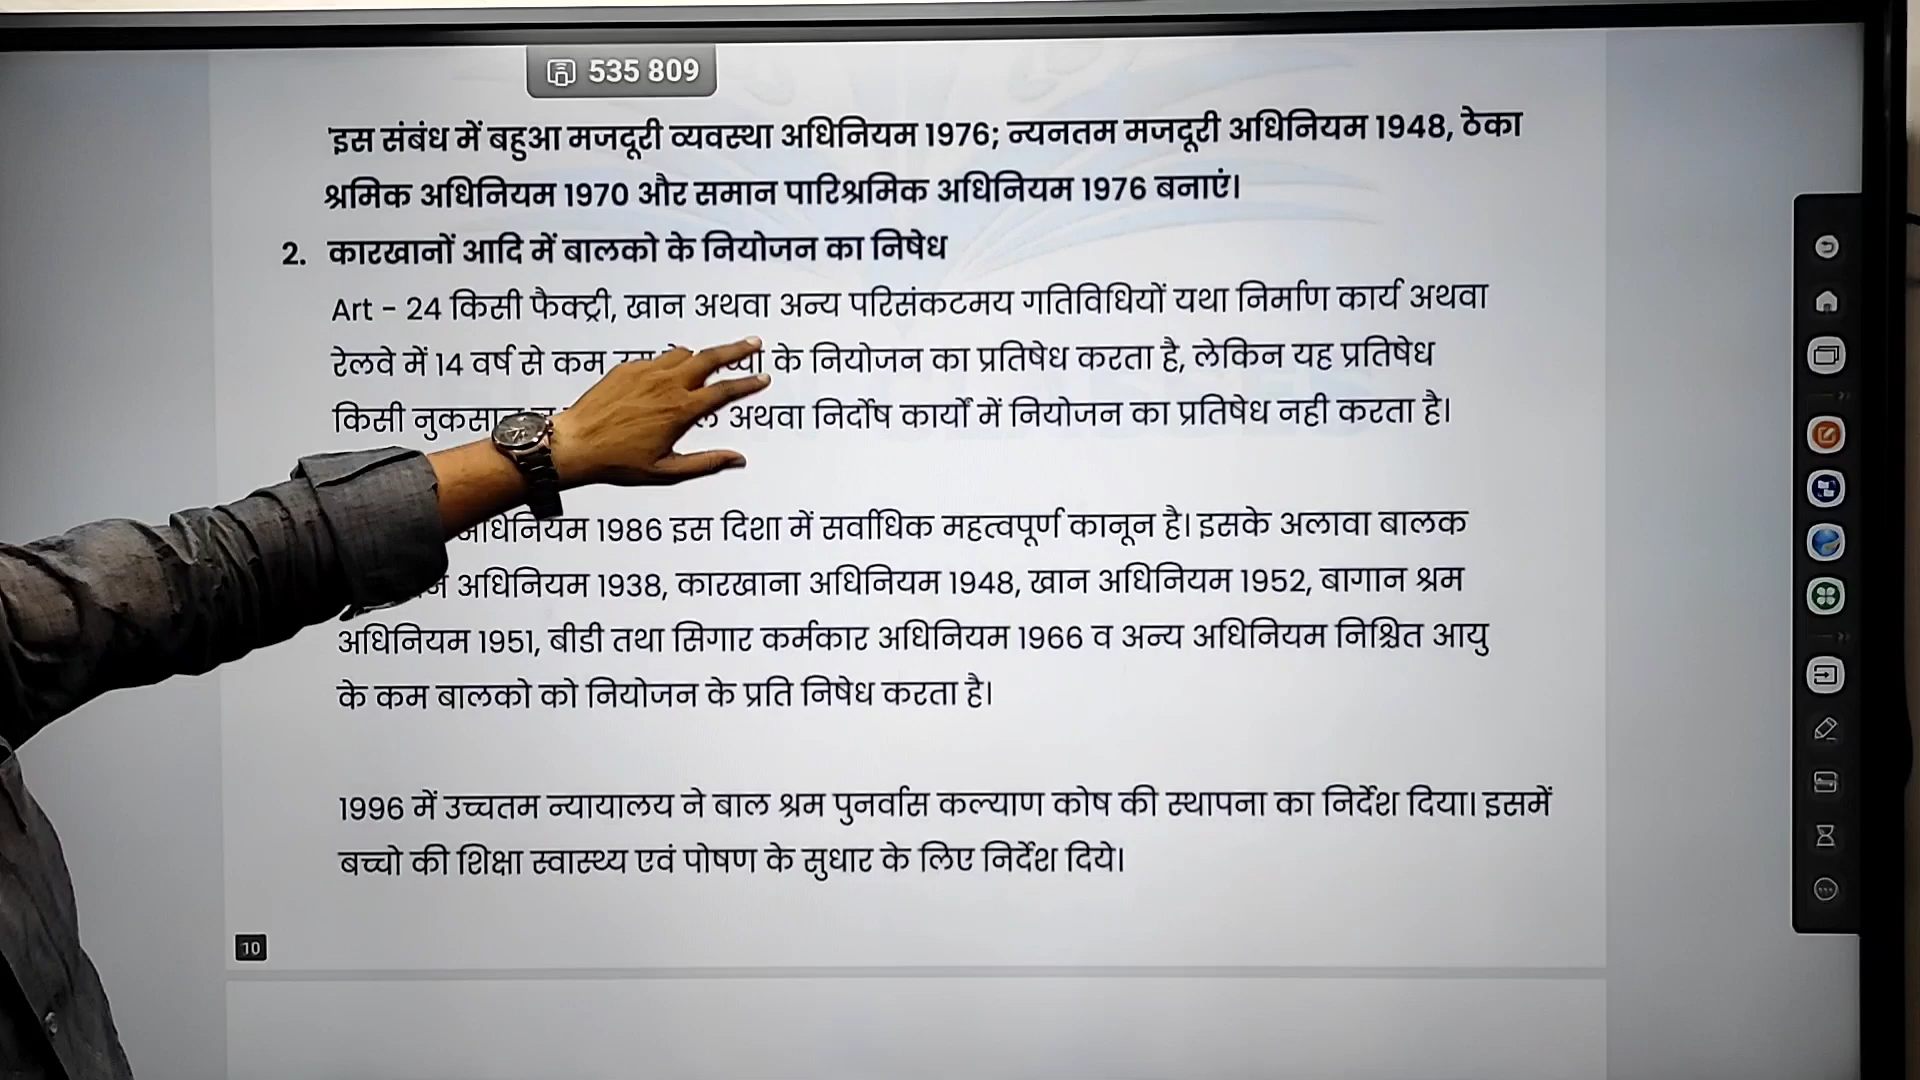 535 809
'इस संबंध में बहुआ मजदूरी व्यवस्था अधिनियम 1976; न्यनतम मजदूरी अधिनियम 1948, ठेका
श्रमिक अधिनियम 1970 और समान पारिश्रमिक अधिनियम 1976 बनाएं।
2. कारखानों आदि में बालको के नियोजन का निषेध
Art - 24 किसी फैक्ट्री, खान अथवा अन्य परिसंकटमय गतिविधियों यथा निर्माण कार्य अथवा
रेलवे में 14 वर्ष से कम के नियोजन का प्रतिषेध करता है, लेकिन यह प्रतिषेध
किसी अथवा निर्दोष कार्यों में नियोजन का प्रतिषेध नही करता है।
अधिनियम 1986 इस दिशा में सर्वाधिक महत्वपूर्ण कानून है। इसके अलावा बालक
अधिनियम 1938, कारखाना अधिनियम 1948, खान अधिनियम 1952, बागान श्रम
अधिनियम 1951, बीडी तथा सिगार कर्मकार अधिनियम 1966 व अन्य अधिनियम निश्चित आयु
के कम बालको को नियोजन के प्रति निषेध करता है।
1996 में उच्चतम न्यायालय ने बाल श्रम पुनर्वास कल्याण कोष की स्थापना का निर्देश दिया। इसमें
बच्चो की शिक्षा स्वास्थ्य एवं पोषण के सुधार के लिए निर्देश दिये।
10